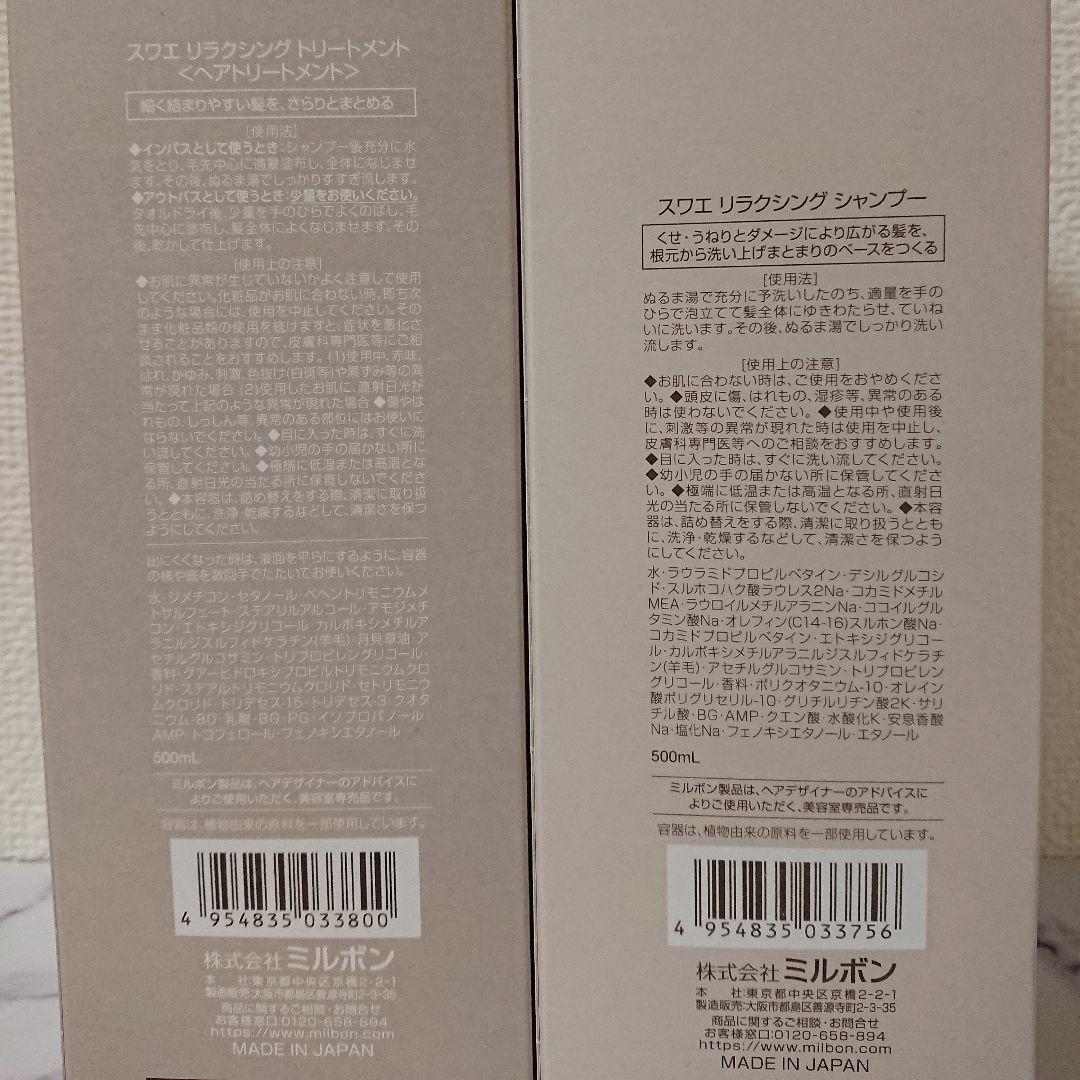 スワエ リラクシング トリートメント
＜ヘアトリートメント＞
細く絡まりやすい髪を、さらりとまとめる
[使用法]
◆インバスとして使うとき：シャンプー後充分に水
気をとり、毛先中心に適量塗布し、全体になじませ
ます。その後、ぬるま湯でしっかりすすぎ流します。
◆アウトバスとして使うとき：少量をお使いください。
タオルドライ後、少量を手のひらでよくのばし、毛
先中心に塗布し、髪全体によくなじませます。その
後、乾かして仕上げます。
[使用上の注意]
◆お肌に異常が生じていないかよく注意して使用
してください。化粧品がお肌に合わない時、即ち次
のような場合には、使用を中止してください。その
まま化粧品類の使用を続けますと、症状を悪化さ
せることがありますので、皮膚科専門医等にご相
談されることをおすすめします。(1)使用中、赤味、
はれ、かゆみ、刺激、色抜け(白斑等)や黒ずみ等の異
常が現れた場合 (2)使用したお肌に、直射日光が
当たって上記のような異常が現れた場合 ◆傷やは
れもの、しっしん等、異常のある部位にはお使いに
ならないでください。◆目に入った時は、すぐに洗
い流してください。◆幼小児の手の届かない所に
保管してください。◆極端に低温または高温とな
る所、直射日光の当たる所に保管しないでくださ
い。◆本容器は、詰め替えをする際、清潔に取り扱
うとともに、洗浄・乾燥するなどして、清潔さを保つ
ようにしてください。
出にくくなった時は、液面を平らにするように、容器
の横や底を数回手でたたいてお使いください。
水・ジメチコン・セタノール・ベヘントリモニウムメ
トサルフェート・ステアリルアルコール・アモジメチ
コン・エトキシジグリコール・カルボキシメチルア
ラニルジスルフィドケラチン(羊毛)・月見草油・ア
セチルグルコサミン・トリプロピレングリコール・
香料・グアーヒドロキシプロピルトリモニウムクロ
リド・ステアルトリモニウムクロリド・セトリモニウ
ムクロリド・トリデセス-15・トリデセス-3・クオタ
ニウム-80・乳酸・BG・PG・イソプロパノール・
AMP・トコフェロール・フェノキシエタノール
500mL
ミルボン製品は、ヘアデザイナーのアドバイスに
よりご使用いただく、美容室専売品です。
容器は、植物由来の原料を一部使用しています。
4 954835 033800
株式会社 ミルボン
本 社:東京都中央区京橋2-2-1
製造販売:大阪市都島区善源寺町2-3-35
商品に関するご相談・お問合せ
お客様窓口:0120-658-894
https://www.milbon.com
MADE IN JAPAN
スワエ リラクシング シャンプー
くせ・うねりとダメージにより広がる髪を、
根元から洗い上げまとまりのベースをつくる
[使用法]
ぬるま湯で充分に予洗いしたのち、適量を手の
ひらで泡立てて髪全体にゆきわたらせ、ていね
いに洗います。その後、ぬるま湯でしっかり洗い
流します。
[使用上の注意]
◆お肌に合わない時は、ご使用をおやめくださ
い。◆頭皮に傷、はれもの、湿疹等、異常のある
時は使わないでください。◆使用中や使用後
に、刺激等の異常が現れた時は使用を中止し、
皮膚科専門医等へのご相談をおすすめします。
◆目に入った時は、すぐに洗い流してください。
◆幼小児の手の届かない所に保管してくださ
い。◆極端に低温または高温となる所、直射日
光の当たる所に保管しないでください。◆本容
器は、詰め替えをする際、清潔に取り扱うととも
に、洗浄・乾燥するなどして、清潔さを保つよう
にしてください。
水・ラウラミドプロピルベタイン・デシルグルコシ
ド・スルホコハク酸ラウレス2Na・コカミドメチル
MEA・ラウロイルメチルアラニンNa・ココイルグル
タミン酸Na・オレフィン(C14-16)スルホン酸Na・
コカミドプロピルベタイン・エトキシジグリコー
ル・カルボキシメチルアラニルジスルフィドケラチ
ン(羊毛)・アセチルグルコサミン・トリプロピレン
グリコール・香料・ポリクオタニウム-10・オレイン
酸ポリグリセリル-10・グリチルリチン酸2K・サリ
チル酸・BG・AMP・クエン酸・水酸化K・安息香酸
Na・塩化Na・フェノキシエタノール・エタノール
500mL
ミルボン製品は、ヘアデザイナーのアドバイスに
よりご使用いただく、美容室専売品です。
容器は、植物由来の原料を一部使用しています。
4 954835 033756
株式会社 ミルボン
本 社:東京都中央区京橋2-2-1
製造販売:大阪市都島区善源寺町2-3-35
商品に関するご相談・お問合せ
お客様窓口:0120-658-894
https://www.milbon.com
MADE IN JAPAN